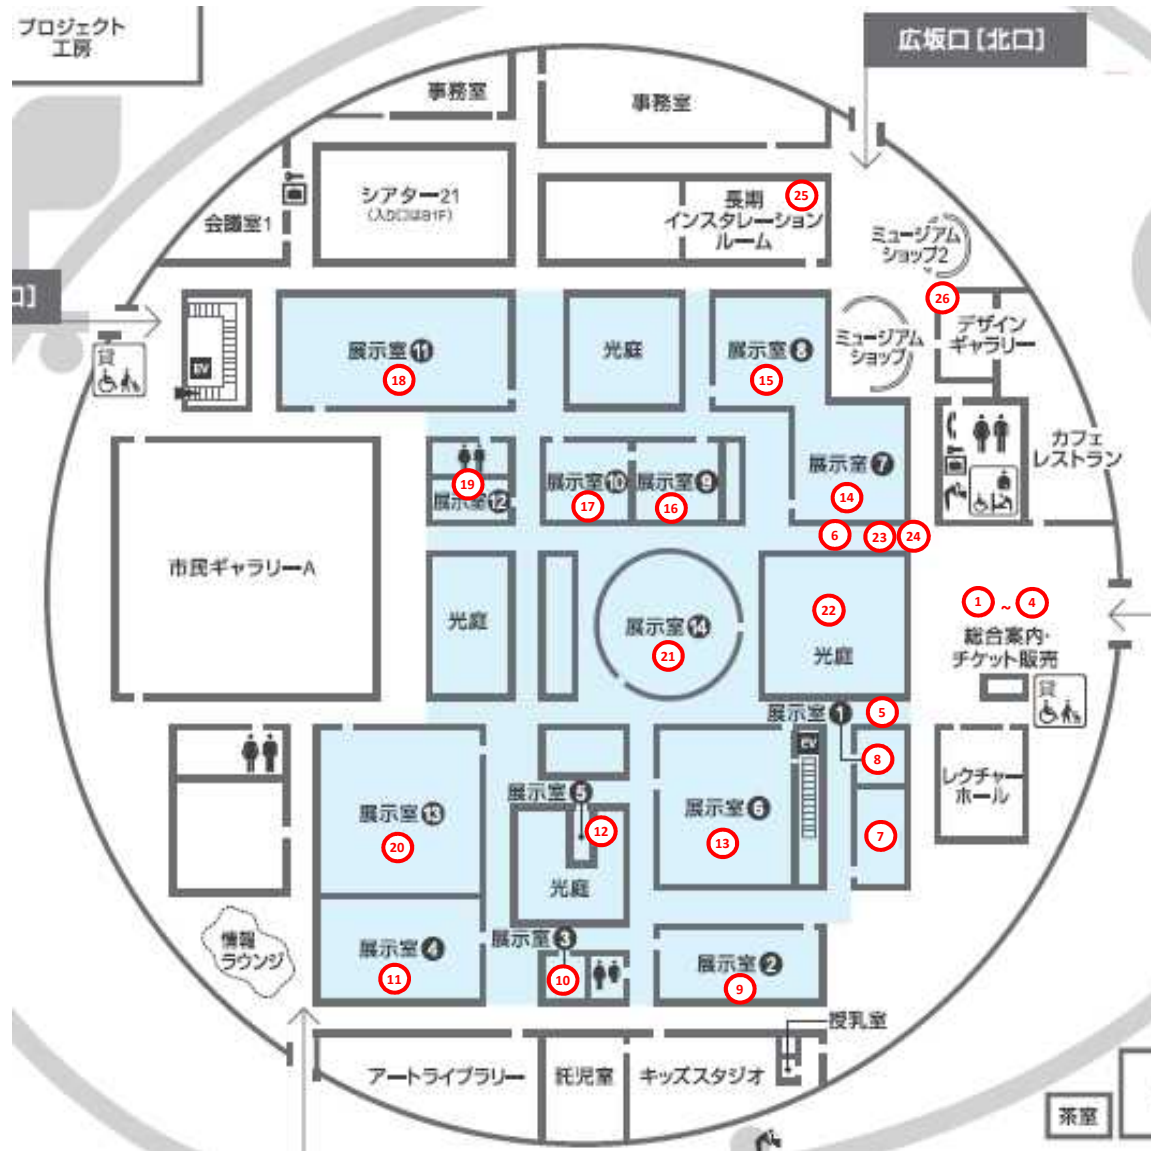 プロジェクト
工房
広坂口 [北口]
事務室
事務室
シアター21
(入口はB1F)
会議室1
長期
インスタレーション
ルーム
25
ミュージアム
ショップ2
口]
26
デザイン
ギャラリー
貸
EV
展示室11
18
光庭
展示室8
15
ミュージアム
ショップ
カフェ
レストラン
19
展示室12
展示室10
17
展示室9
16
展示室7
14
6
23
24
市民ギャラリーA
光庭
展示室14
21
22
光庭
1 ~ 4
総合案内・
チケット販売
貸
展示室1
5
EV
8
レクチャー
ホール
展示室13
20
展示室5
12
光庭
展示室6
13
7
情報
ラウンジ
展示室4
11
展示室3
10
展示室2
9
授乳室
アートライブラリー
託児室
キッズスタジオ
茶室